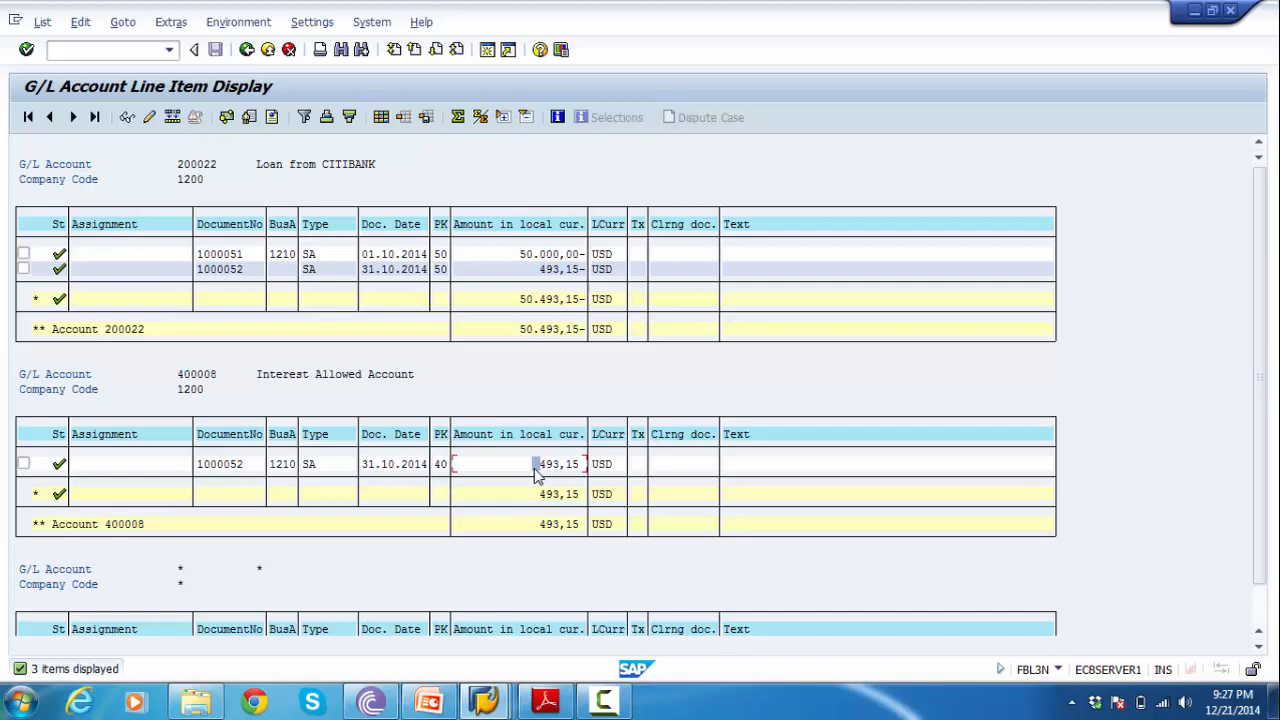 List Edit Goto Extras Environment Settings System Help
G/L Account Line Item Display
Selections Dispute Case
G/L Account 200022 Loan from CITIBANK
Company Code 1200
St Assignment DocumentNo BusA Type Doc. Date PK Amount in local cur. LCurr Tx Clrng doc. Text
1000051 1210 SA 01.10.2014 50 50.000,00- USD
1000052 SA 31.10.2014 50 493,15- USD
* 50.493,15- USD
** Account 200022 50.493,15- USD
G/L Account 400008 Interest Allowed Account
Company Code 1200
St Assignment DocumentNo BusA Type Doc. Date PK Amount in local cur. LCurr Tx Clrng doc. Text
1000052 1210 SA 31.10.2014 40 493,15 USD
* 493,15 USD
** Account 400008 493,15 USD
G/L Account * *
Company Code *
St Assignment DocumentNo BusA Type Doc. Date PK Amount in local cur. LCurr Tx Clrng doc. Text
3 items displayed SAP FBL3N EC8SERVER1 INS
9:27 PM
12/21/2014